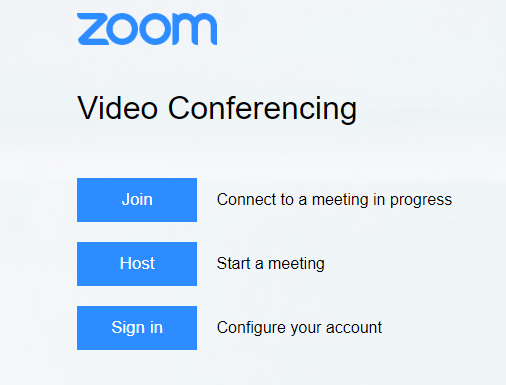 zoom
Video Conferencing
Join Connect to a meeting in progress
Host Start a meeting
Sign in Configure your account